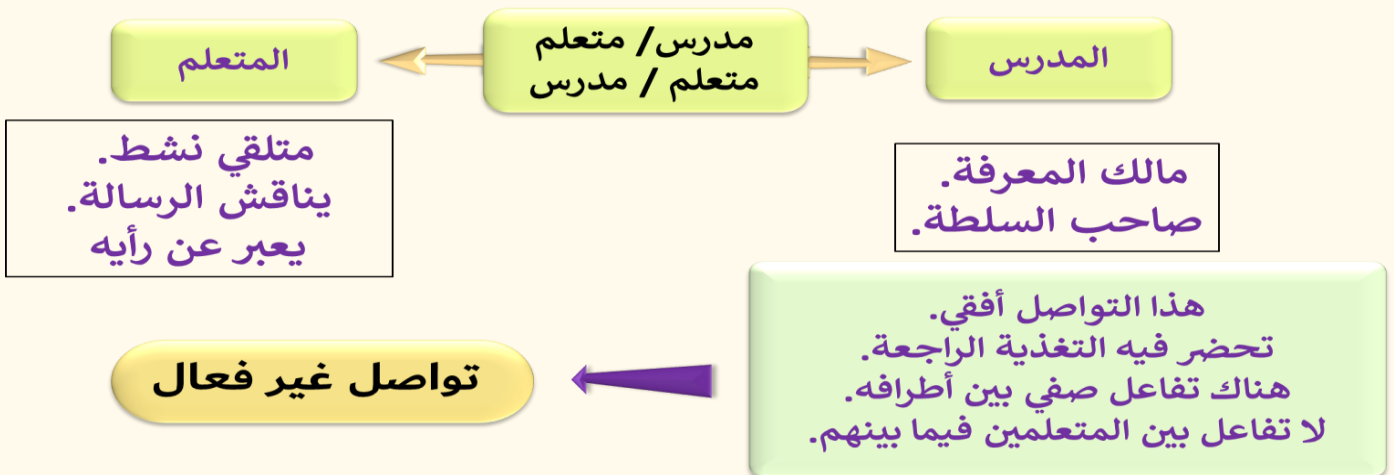 المدرس
مدرس/ متعلم
متعلم / مدرس
المتعلم
مالك المعرفة.
صاحب السلطة.
متلقي نشط.
يناقش الرسالة.
يعبر عن رأيه
هذا التواصل أفقي.
تحضر فيه التغذية الراجعة.
هناك تفاعل صفي بين أطرافه.
لا تفاعل بين المتعلمين فيما بينهم.
تواصل غير فعال